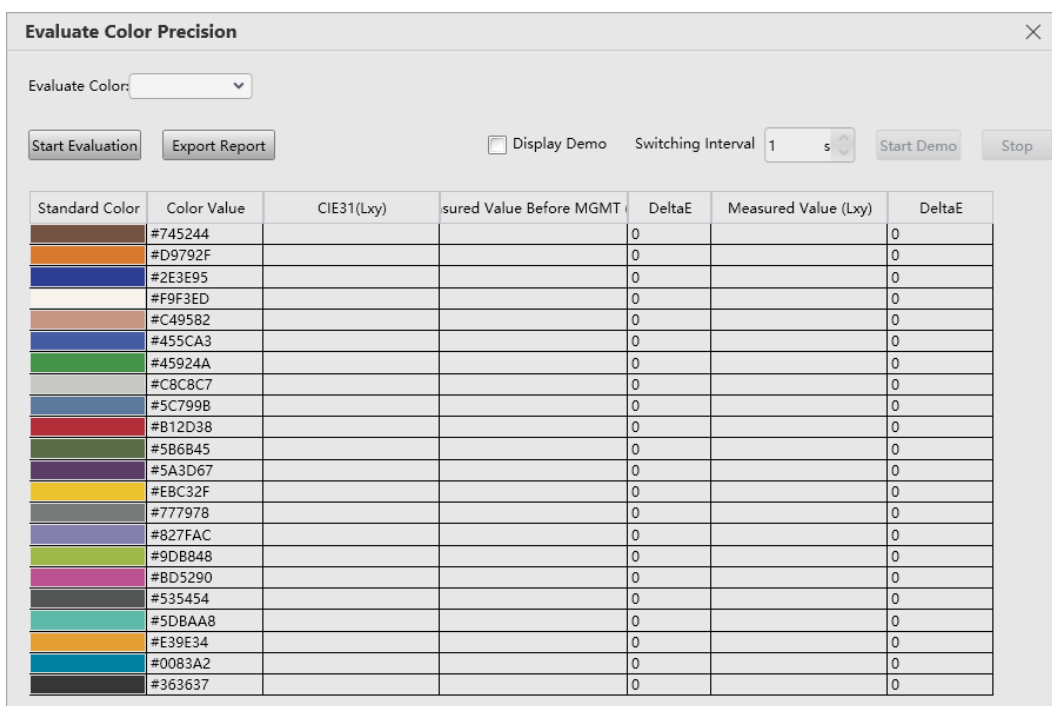 Evaluate Color Precision
Evaluate Color:
Start Evaluation Export Report Display Demo Switching Interval 1 s Start Demo Stop
Standard Color Color Value CIE31(Lxy) sured Value Before MGMT ( DeltaE Measured Value (Lxy) DeltaE
#745244 0 0
#D9792F 0 0
#2E3E95 0 0
#F9F3ED 0 0
#C49582 0 0
#455CA3 0 0
#45924A 0 0
#C8C8C7 0 0
#5C799B 0 0
#B12D38 0 0
#5B6B45 0 0
#5A3D67 0 0
#EBC32F 0 0
#777978 0 0
#827FAC 0 0
#9DB848 0 0
#BD5290 0 0
#535454 0 0
#5DBAA8 0 0
#E39E34 0 0
#0083A2 0 0
#363637 0 0